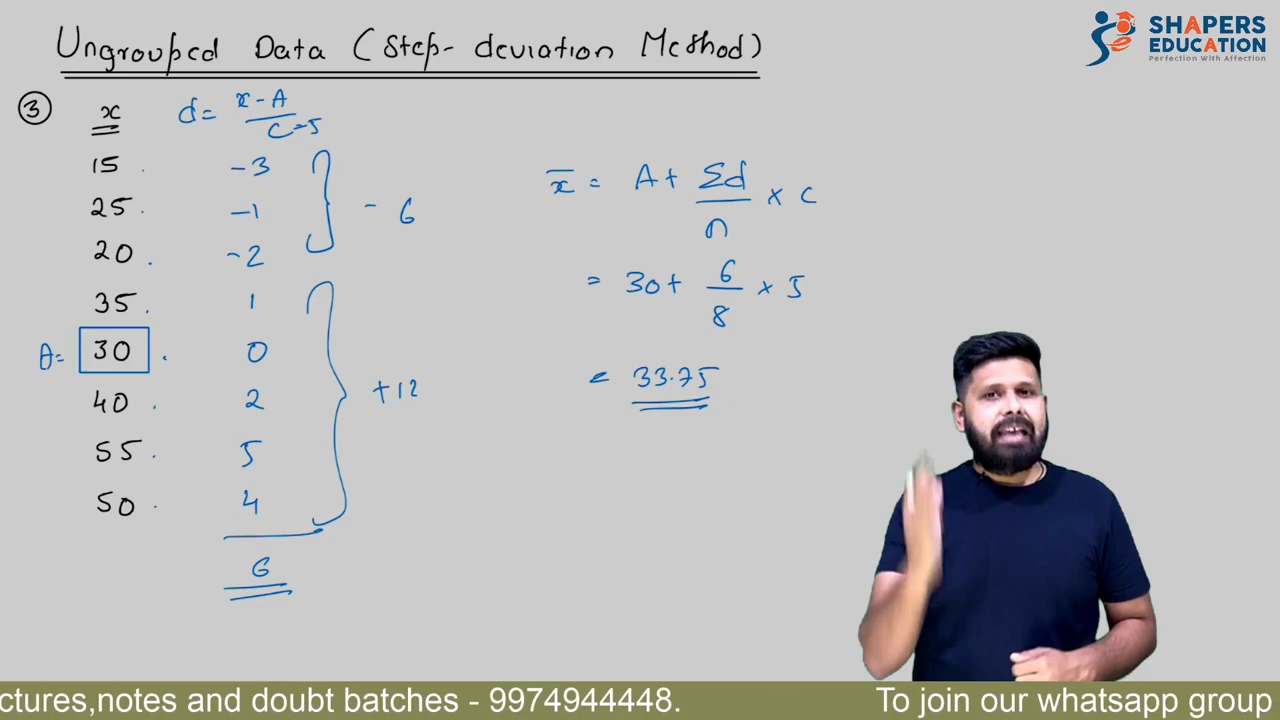 Ungrouped Data (Step-deviation Method)
SHAPERS
EDUCATION
Perfection With Affection
3
x d = x-A / C=5
15 -3
25 -1
20 -2
- 6
35 1
A= 30 0
40 2
55 5
50 4
+12
6
x̄ = A + Σd / n × c
= 30 + 6 / 8 × 5
= 33.75
ctures,notes and doubt batches - 9974944448. To join our whatsapp group